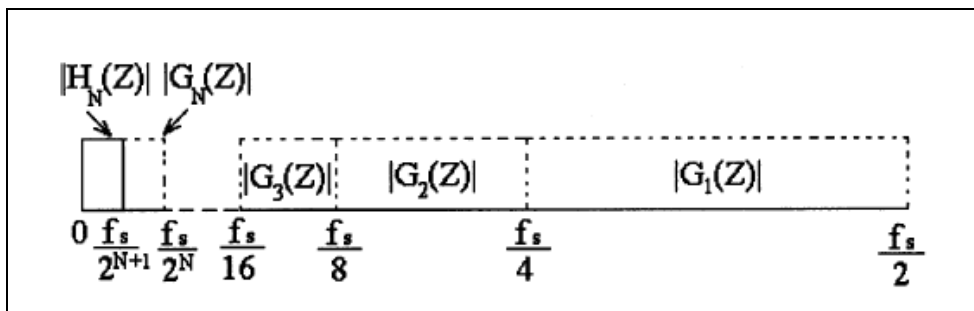 |H_N(Z)| |G_N(Z)|
|G_3(Z)| |G_2(Z)| |G_1(Z)|
0 f_s/2^{N+1} f_s/2^N f_s/16 f_s/8 f_s/4 f_s/2